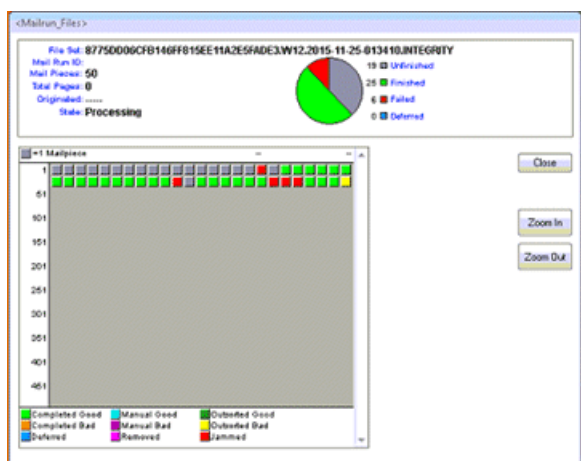 <Mailrun_Files>
File Set: 8775DD06CFB146FF815EE11A2E5FADE3.W12.2015-11-25-013410.INTEGRITY
Mail Run ID:
Mail Pieces: 50
Total Pages: 0
Originated: .....
State: Processing
19 Unfinished
25 Finished
6 Failed
0 Deferred
=1 Mailpiece
1
51
101
151
201
251
301
351
401
451
Completed Good Manual Good Outsorted Good
Completed Bad Manual Bad Outsorted Bad
Deferred Removed Jammed
Close
Zoom In
Zoom Out